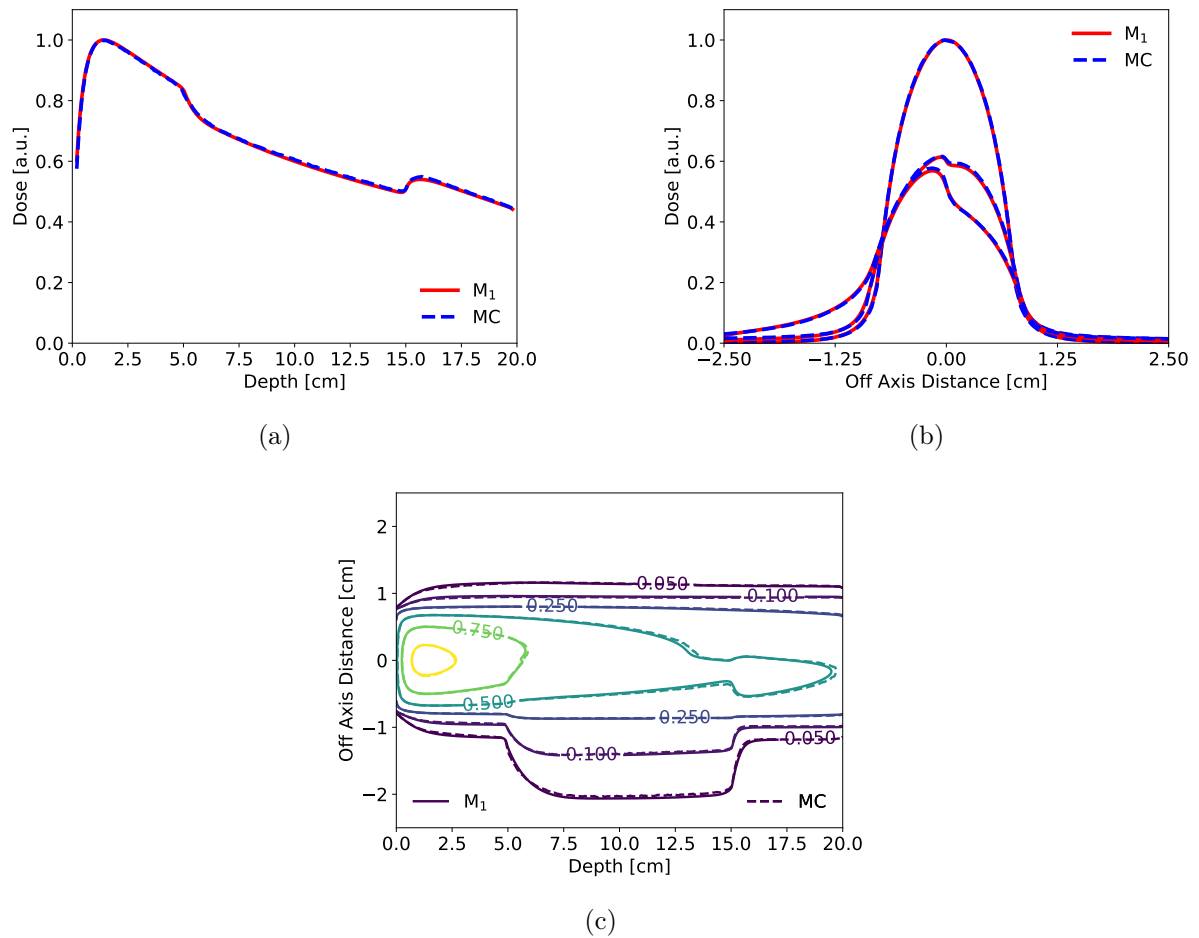 1.0
0.8
0.6
0.4
0.2
0.0
Dose [a.u.]
M1
MC
0.0 2.5 5.0 7.5 10.0 12.5 15.0 17.5 20.0
Depth [cm]
(a)
1.0
0.8
0.6
0.4
0.2
0.0
Dose [a.u.]
M1
MC
−2.50 −1.25 0.00 1.25 2.50
Off Axis Distance [cm]
(b)
2
1
0
−1
−2
Off Axis Distance [cm]
0.050
0.100
0.250
0.750
0.500
0.250
0.100
0.050
M1 MC
0.0 2.5 5.0 7.5 10.0 12.5 15.0 17.5 20.0
Depth [cm]
(c)